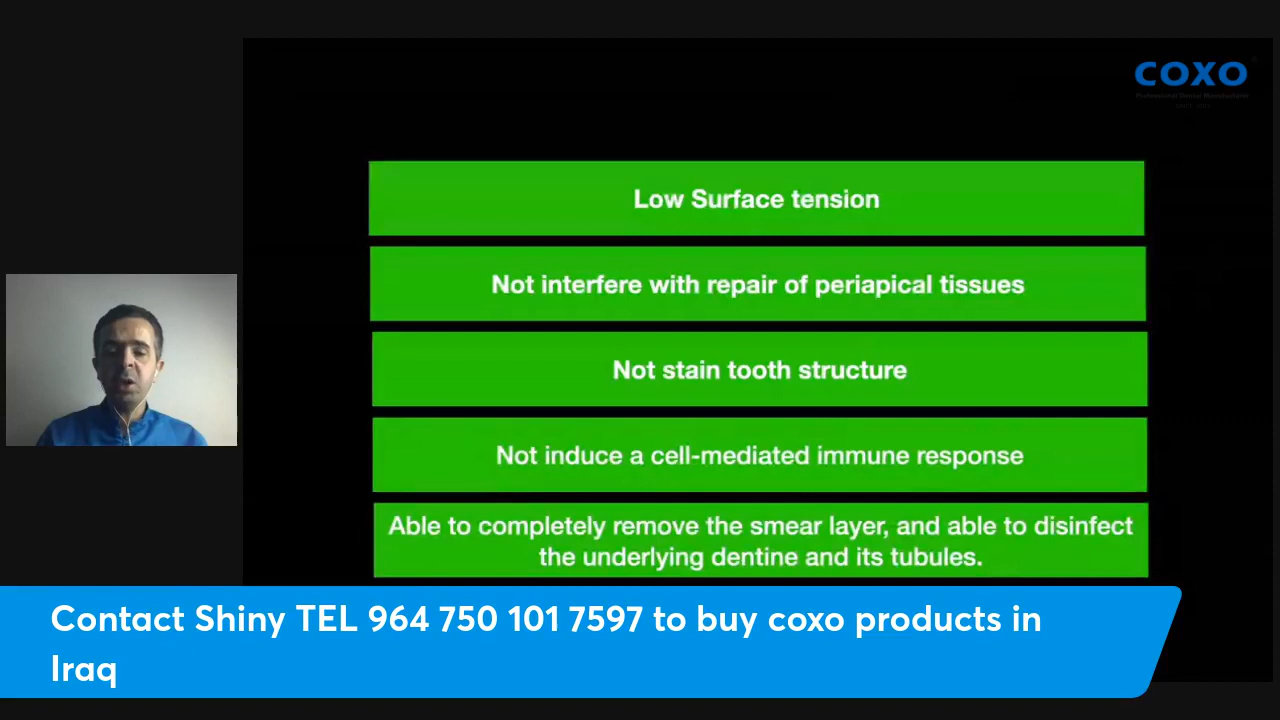 COXO
Low Surface tension
Not interfere with repair of periapical tissues
Not stain tooth structure
Not induce a cell-mediated immune response
Able to completely remove the smear layer, and able to disinfect
the underlying dentine and its tubules.
Contact Shiny TEL 964 750 101 7597 to buy coxo products in
Iraq